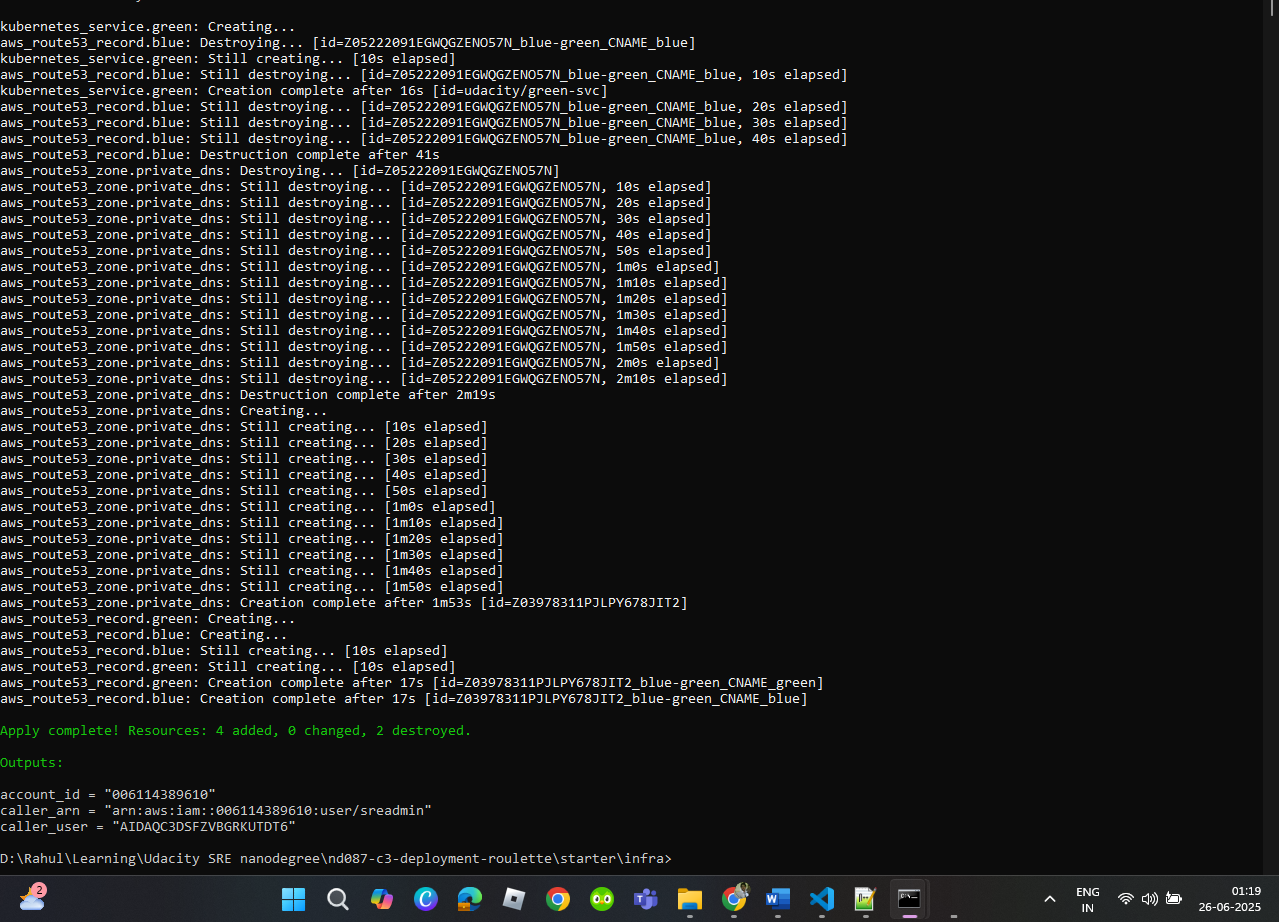 kubernetes_service.green: Creating...
aws_route53_record.blue: Destroying... [id=Z05222091EGWQGZENO57N_blue-green_CNAME_blue]
kubernetes_service.green: Still creating... [10s elapsed]
aws_route53_record.blue: Still destroying... [id=Z05222091EGWQGZENO57N_blue-green_CNAME_blue, 10s elapsed]
kubernetes_service.green: Creation complete after 16s [id=udacity/green-svc]
aws_route53_record.blue: Still destroying... [id=Z05222091EGWQGZENO57N_blue-green_CNAME_blue, 20s elapsed]
aws_route53_record.blue: Still destroying... [id=Z05222091EGWQGZENO57N_blue-green_CNAME_blue, 30s elapsed]
aws_route53_record.blue: Still destroying... [id=Z05222091EGWQGZENO57N_blue-green_CNAME_blue, 40s elapsed]
aws_route53_record.blue: Destruction complete after 41s
aws_route53_zone.private_dns: Destroying... [id=Z05222091EGWQGZENO57N]
aws_route53_zone.private_dns: Still destroying... [id=Z05222091EGWQGZENO57N, 10s elapsed]
aws_route53_zone.private_dns: Still destroying... [id=Z05222091EGWQGZENO57N, 20s elapsed]
aws_route53_zone.private_dns: Still destroying... [id=Z05222091EGWQGZENO57N, 30s elapsed]
aws_route53_zone.private_dns: Still destroying... [id=Z05222091EGWQGZENO57N, 40s elapsed]
aws_route53_zone.private_dns: Still destroying... [id=Z05222091EGWQGZENO57N, 50s elapsed]
aws_route53_zone.private_dns: Still destroying... [id=Z05222091EGWQGZENO57N, 1m0s elapsed]
aws_route53_zone.private_dns: Still destroying... [id=Z05222091EGWQGZENO57N, 1m10s elapsed]
aws_route53_zone.private_dns: Still destroying... [id=Z05222091EGWQGZENO57N, 1m20s elapsed]
aws_route53_zone.private_dns: Still destroying... [id=Z05222091EGWQGZENO57N, 1m30s elapsed]
aws_route53_zone.private_dns: Still destroying... [id=Z05222091EGWQGZENO57N, 1m40s elapsed]
aws_route53_zone.private_dns: Still destroying... [id=Z05222091EGWQGZENO57N, 1m50s elapsed]
aws_route53_zone.private_dns: Still destroying... [id=Z05222091EGWQGZENO57N, 2m0s elapsed]
aws_route53_zone.private_dns: Still destroying... [id=Z05222091EGWQGZENO57N, 2m10s elapsed]
aws_route53_zone.private_dns: Destruction complete after 2m19s
aws_route53_zone.private_dns: Creating...
aws_route53_zone.private_dns: Still creating... [10s elapsed]
aws_route53_zone.private_dns: Still creating... [20s elapsed]
aws_route53_zone.private_dns: Still creating... [30s elapsed]
aws_route53_zone.private_dns: Still creating... [40s elapsed]
aws_route53_zone.private_dns: Still creating... [50s elapsed]
aws_route53_zone.private_dns: Still creating... [1m0s elapsed]
aws_route53_zone.private_dns: Still creating... [1m10s elapsed]
aws_route53_zone.private_dns: Still creating... [1m20s elapsed]
aws_route53_zone.private_dns: Still creating... [1m30s elapsed]
aws_route53_zone.private_dns: Still creating... [1m40s elapsed]
aws_route53_zone.private_dns: Still creating... [1m50s elapsed]
aws_route53_zone.private_dns: Creation complete after 1m53s [id=Z03978311PJLPY678JIT2]
aws_route53_record.green: Creating...
aws_route53_record.blue: Creating...
aws_route53_record.blue: Still creating... [10s elapsed]
aws_route53_record.green: Still creating... [10s elapsed]
aws_route53_record.green: Creation complete after 17s [id=Z03978311PJLPY678JIT2_blue-green_CNAME_green]
aws_route53_record.blue: Creation complete after 17s [id=Z03978311PJLPY678JIT2_blue-green_CNAME_blue]
Apply complete! Resources: 4 added, 0 changed, 2 destroyed.
Outputs:
account_id = "006114389610"
caller_arn = "arn:aws:iam::006114389610:user/sreadmin"
caller_user = "AIDAQC3DSFZVBGRKUTDT6"
D:\Rahul\Learning\Udacity SRE nanodegree\nd087-c3-deployment-roulette\starter\infra>
2
ENG
IN
01:19
26-06-2025